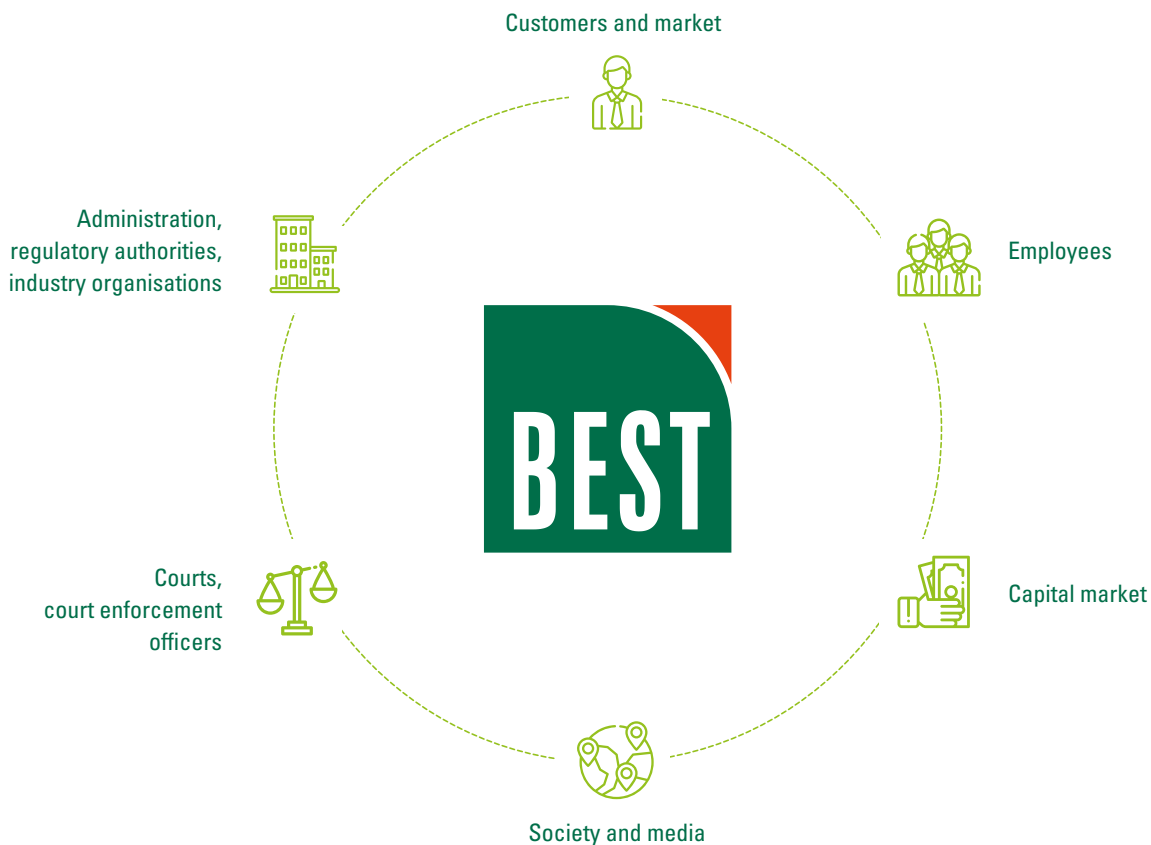 Customers and market
Administration,
regulatory authorities,
industry organisations
Employees
BEST
Courts,
court enforcement
officers
Capital market
Society and media